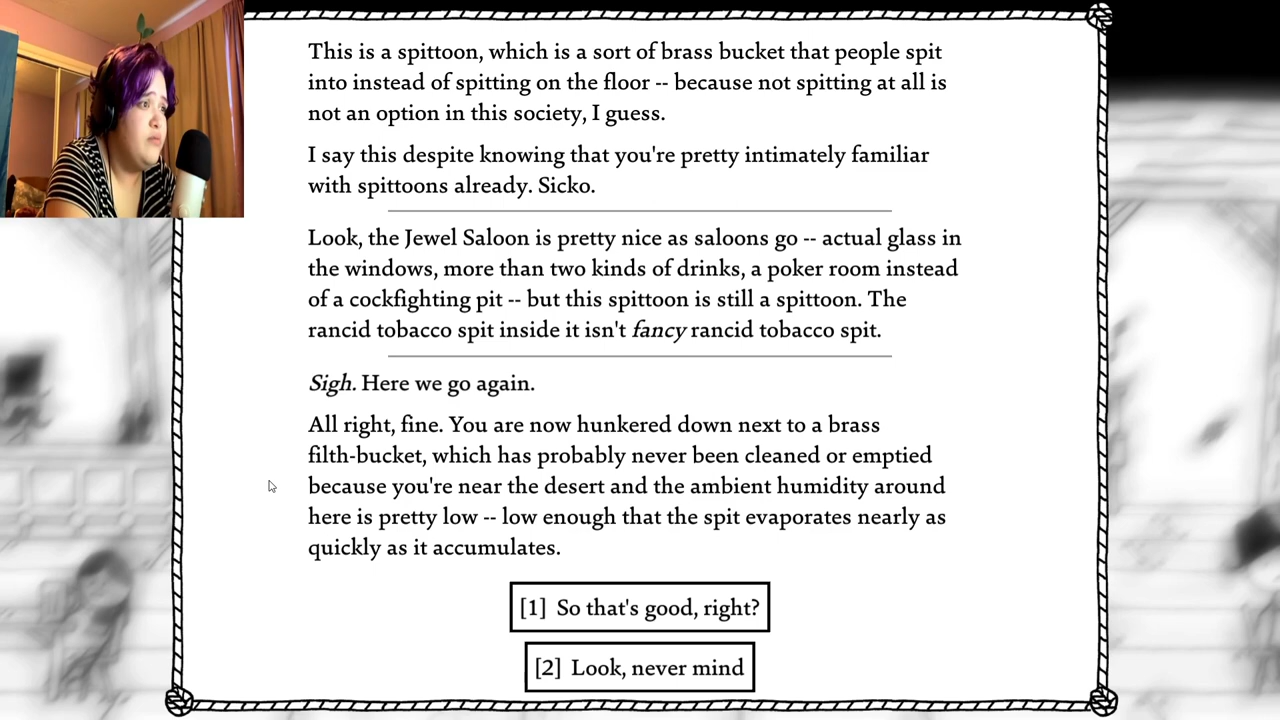 This is a spittoon, which is a sort of brass bucket that people spit
into instead of spitting on the floor -- because not spitting at all is
not an option in this society, I guess.
I say this despite knowing that you're pretty intimately familiar
with spittoons already. Sicko.
Look, the Jewel Saloon is pretty nice as saloons go -- actual glass in
the windows, more than two kinds of drinks, a poker room instead
of a cockfighting pit -- but this spittoon is still a spittoon. The
rancid tobacco spit inside it isn't fancy rancid tobacco spit.
Sigh. Here we go again.
All right, fine. You are now hunkered down next to a brass
filth-bucket, which has probably never been cleaned or emptied
because you're near the desert and the ambient humidity around
here is pretty low -- low enough that the spit evaporates nearly as
quickly as it accumulates.
[1] So that's good, right?
[2] Look, never mind